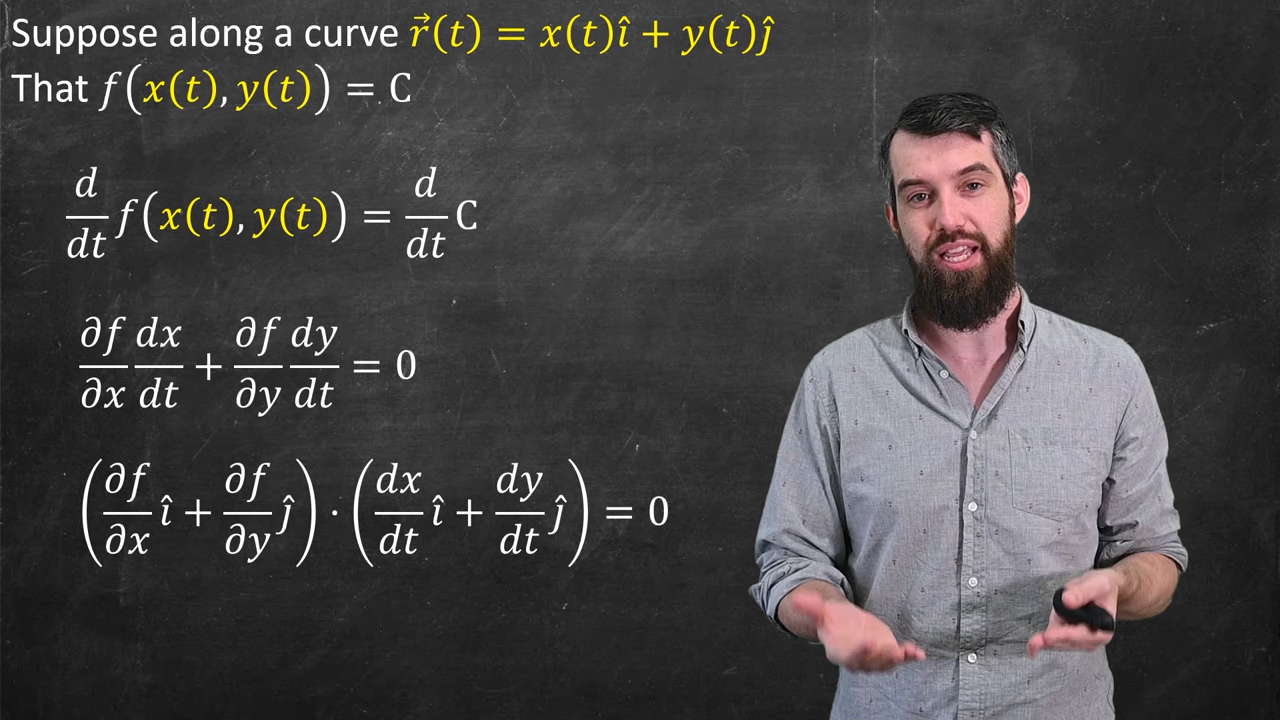 Suppose along a curve r⃗(t) = x(t)î + y(t)ĵ
That f(x(t), y(t)) = C
d/dt f(x(t), y(t)) = d/dt C
∂f/∂x dx/dt + ∂f/∂y dy/dt = 0
(∂f/∂x î + ∂f/∂y ĵ) · (dx/dt î + dy/dt ĵ) = 0